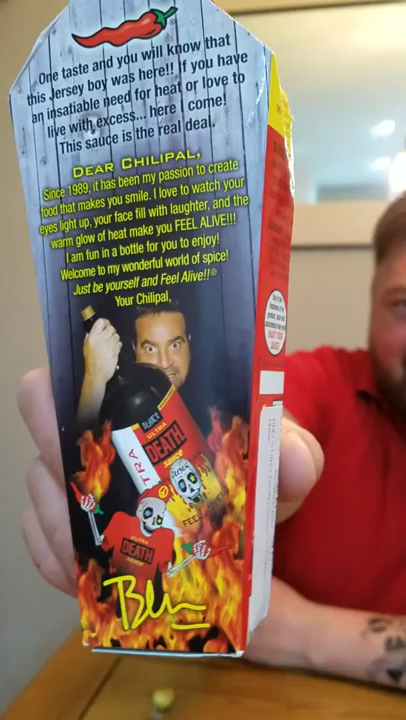 One taste and you will know that
this Jersey boy was here!! If you have
an insatiable need for heat or love to
live with excess... here I come!
This sauce is the real deal.
DEAR CHILIPAL,
Since 1989, it has been my passion to create
food that makes you smile. I love to watch your
eyes light up, your face fill with laughter, and the
warm glow of heat make you FEEL ALIVE!!!
I am fun in a bottle for you to enjoy!
Welcome to my wonderful world of spice!
Just be yourself and Feel Alive!!®
Your Chilipal,
BLAIR'S
ULTRA
DEATH
SAUCE
TRA
FEE
ULTRA
DEATH